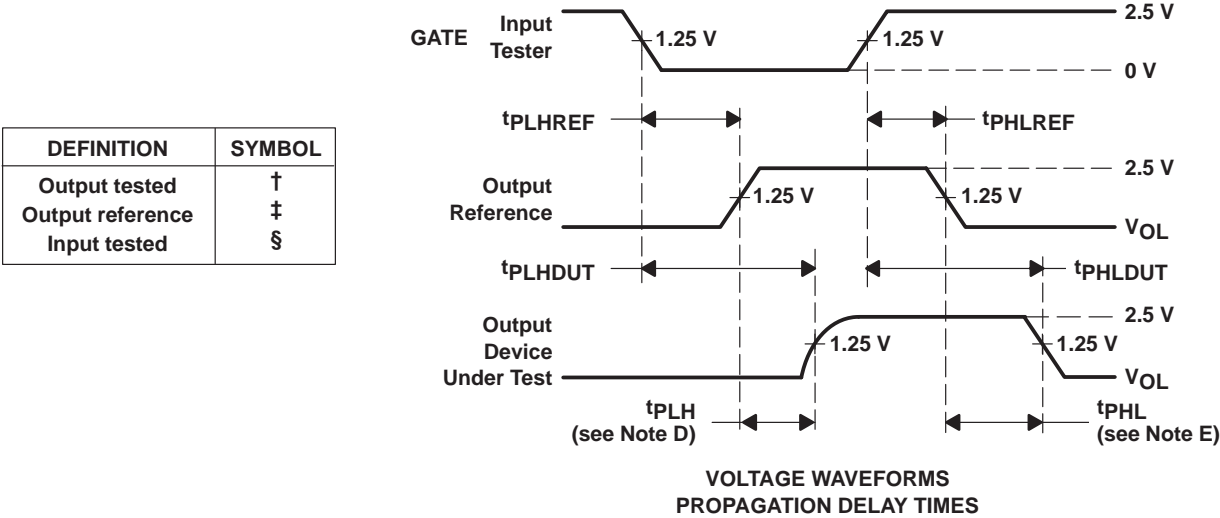 DEFINITION SYMBOL
Output tested †
Output reference ‡
Input tested §
GATE Input Tester
1.25 V
1.25 V
2.5 V
0 V
tPLHREF
tPHLREF
Output
Reference
1.25 V
1.25 V
2.5 V
VOL
tPLHDUT
tPHLDUT
Output
Device
Under Test
1.25 V
1.25 V
2.5 V
VOL
tPLH
(see Note D)
tPHL
(see Note E)
VOLTAGE WAVEFORMS
PROPAGATION DELAY TIMES